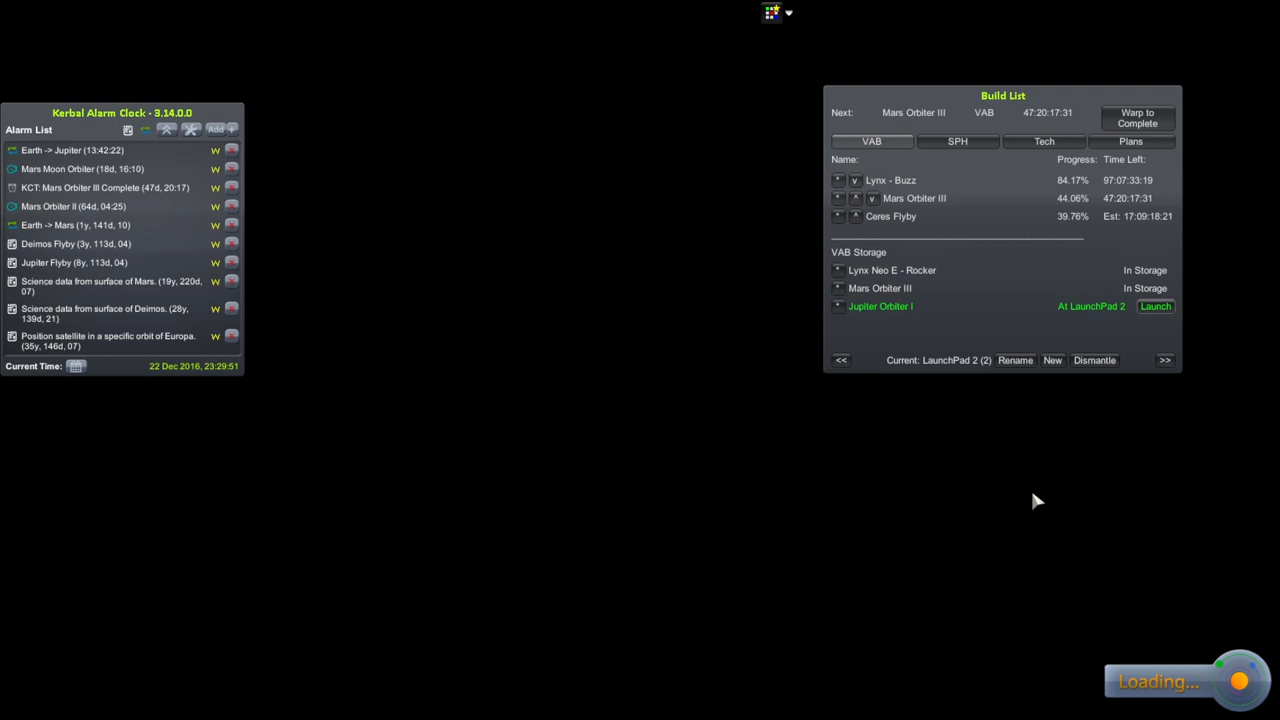 Kerbal Alarm Clock - 3.14.0.0
Alarm List Add +
Earth -> Jupiter (13:42:22) W
Mars Moon Orbiter (18d, 16:10) W
KCT: Mars Orbiter III Complete (47d, 20:17) W
Mars Orbiter II (64d, 04:25) W
Earth -> Mars (1y, 141d, 10) W
Deimos Flyby (3y, 113d, 04) W
Jupiter Flyby (8y, 113d, 04) W
Science data from surface of Mars. (19y, 220d, W
07)
Science data from surface of Deimos. (28y, W
139d, 21)
Position satellite in a specific orbit of Europa. W
(35y, 146d, 07)
Current Time: 22 Dec 2016, 23:29:51
Build List
Next: Mars Orbiter III VAB 47:20:17:31 Warp to
Complete
VAB SPH Tech Plans
Name: Progress: Time Left:
* v Lynx - Buzz 84.17% 97:07:33:19
* ^ v Mars Orbiter III 44.06% 47:20:17:31
* ^ Ceres Flyby 39.76% Est: 17:09:18:21
VAB Storage
* Lynx Neo E - Rocker In Storage
* Mars Orbiter III In Storage
* Jupiter Orbiter I At LaunchPad 2 Launch
<< Current: LaunchPad 2 (2) Rename New Dismantle >>
Loading...